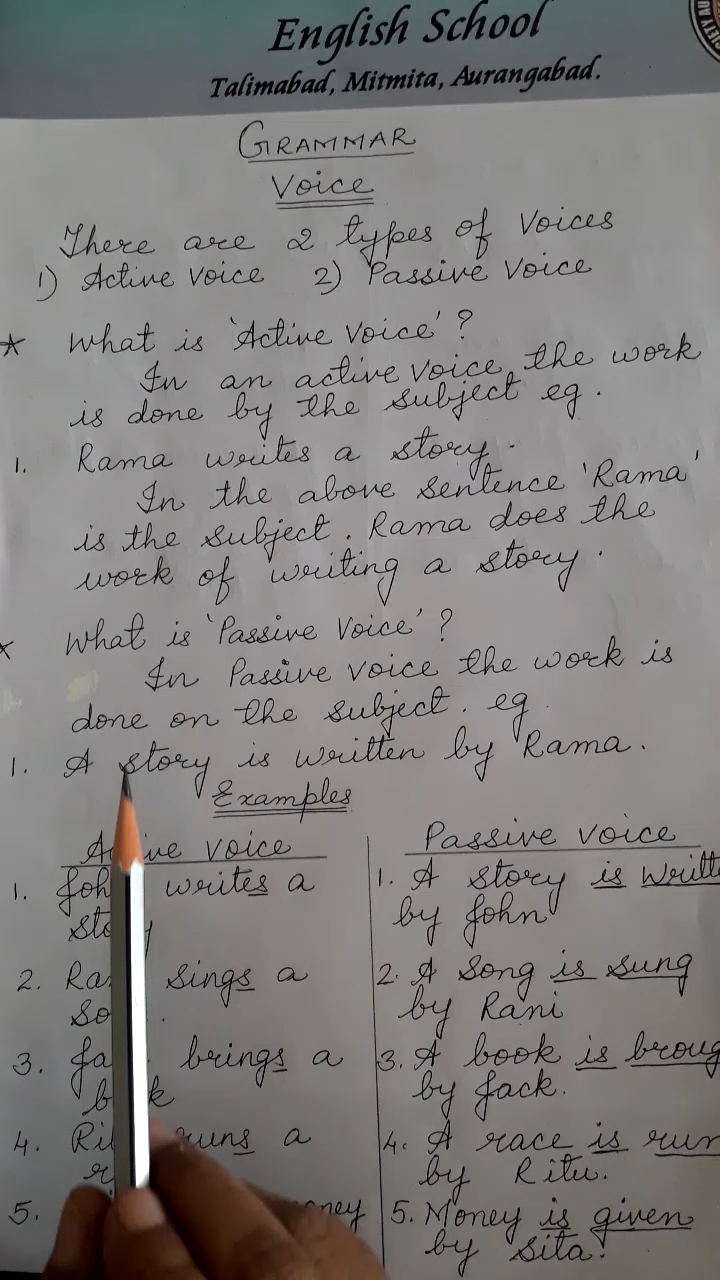 English School
Talimabad, Mitmita, Aurangabad.
GRAMMAR
Voice
There are 2 types of Voices
1) Active Voice 2) Passive Voice
* What is 'Active Voice'?
In an active voice the work
is done by the subject eg.
1. Rama writes a story.
In the above sentence 'Rama'
is the subject. Rama does the
work of writing a story.
* What is 'Passive Voice'?
In Passive voice the work is
done on the subject. eg
1. A story is written by Rama.
Examples
Active Voice
1. John writes a
story
2. sings a
3. brings a
4. runs a
5. money
Passive Voice
1. A story is
by John
2. A song is sung
by Rani
3. A book is
by Jack.
4. A race is run
by Ritu.
5. Money is given
by Sita.